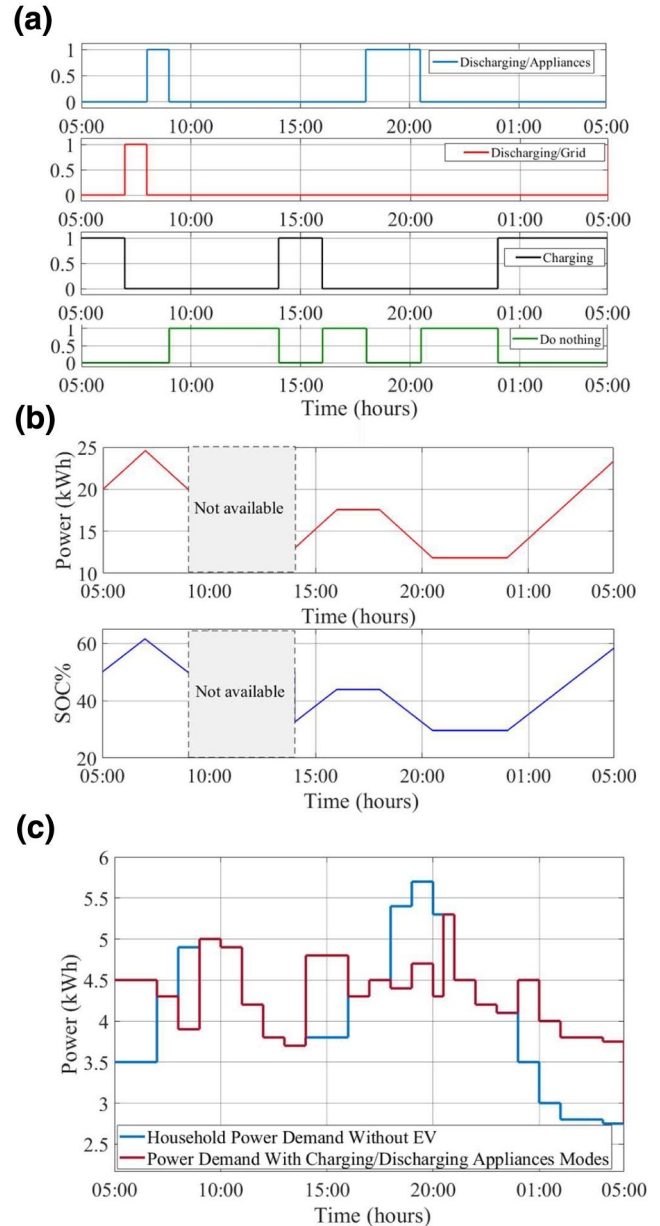 (a)
1
0.5
0
Discharging/Appliances
05:00 10:00 15:00 20:00 01:00 05:00
1
0.5
0
Discharging/Grid
05:00 10:00 15:00 20:00 01:00 05:00
1
0.5
0
Charging
05:00 10:00 15:00 20:00 01:00 05:00
1
0.5
0
Do nothing
05:00 10:00 15:00 20:00 01:00 05:00
Time (hours)
(b)
Power (kWh)
25
20
15
10
Not available
05:00 10:00 15:00 20:00 01:00 05:00
Time (hours)
SOC%
60
40
20
Not available
05:00 10:00 15:00 20:00 01:00 05:00
Time (hours)
(c)
Power (kWh)
6
5.5
5
4.5
4
3.5
3
2.5
Household Power Demand Without EV
Power Demand With Charging/Discharging Appliances Modes
05:00 10:00 15:00 20:00 01:00 05:00
Time (hours)